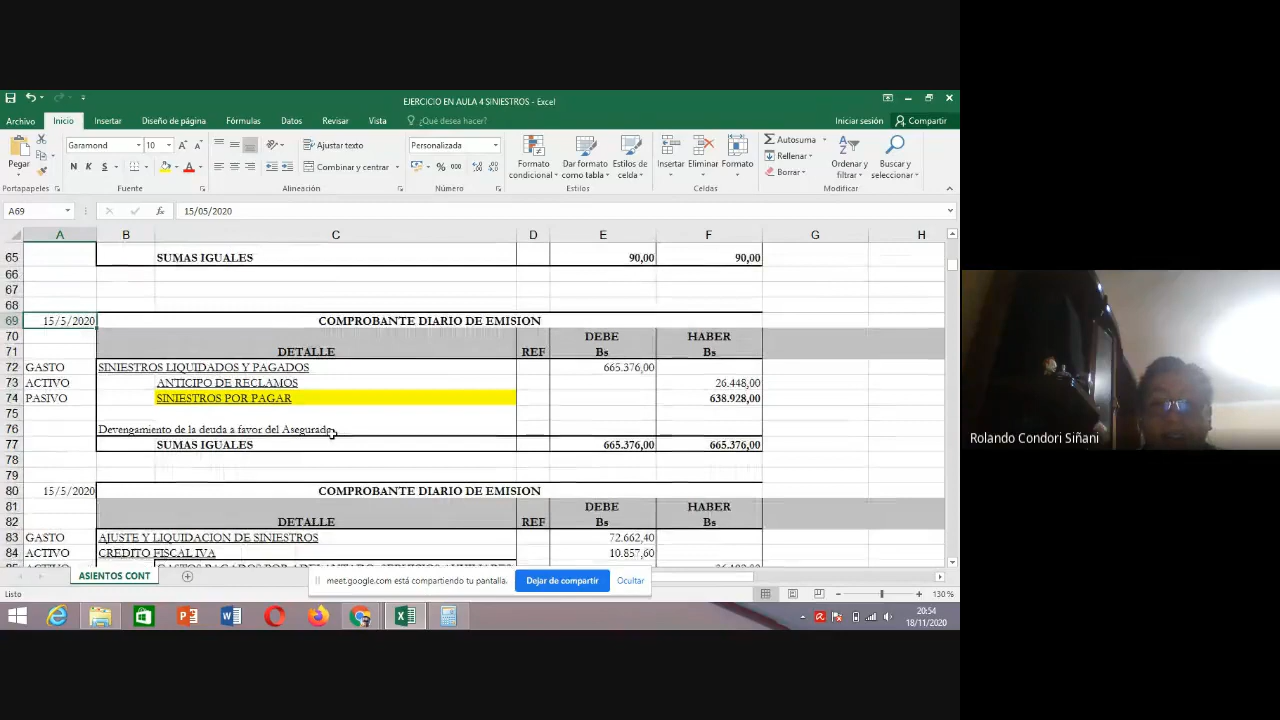 EJERCICIO EN AULA 4 SINIESTROS - Excel
Archivo Inicio Insertar Diseño de página Fórmulas Datos Revisar Vista ¿Qué desea hacer? Iniciar sesión Compartir
Pegar Garamond 10 Ajustar texto Personalizada Autosuma
Formato condicional Dar formato como tabla Estilos de celda Insertar Eliminar Formato Rellenar Ordenar y filtrar Buscar y seleccionar
N K S Combinar y centrar % 000 Borrar
Portapapeles Fuente Alineación Número Estilos Celdas Modificar
A69 fx 15/05/2020
A B C D E F G H
65 SUMAS IGUALES 90,00 90,00
66
67
68
69 15/5/2020 COMPROBANTE DIARIO DE EMISION
70 DEBE HABER
71 DETALLE REF Bs Bs
72 GASTO SINIESTROS LIQUIDADOS Y PAGADOS 665.376,00
73 ACTIVO ANTICIPO DE RECLAMOS 26.448,00
74 PASIVO SINIESTROS POR PAGAR 638.928,00
75
76 Devengamiento de la deuda a favor del Asegurado
77 SUMAS IGUALES 665.376,00 665.376,00
78
79
80 15/5/2020 COMPROBANTE DIARIO DE EMISION
81 DEBE HABER
82 DETALLE REF Bs Bs
83 GASTO AJUSTE Y LIQUIDACION DE SINIESTROS 72.662,40
84 ACTIVO CREDITO FISCAL IVA 10.857,60
meet.google.com está compartiendo tu pantalla. Dejar de compartir Ocultar
ASIENTOS CONT
Listo 130 %
20:54
18/11/2020
Rolando Condori Siñani